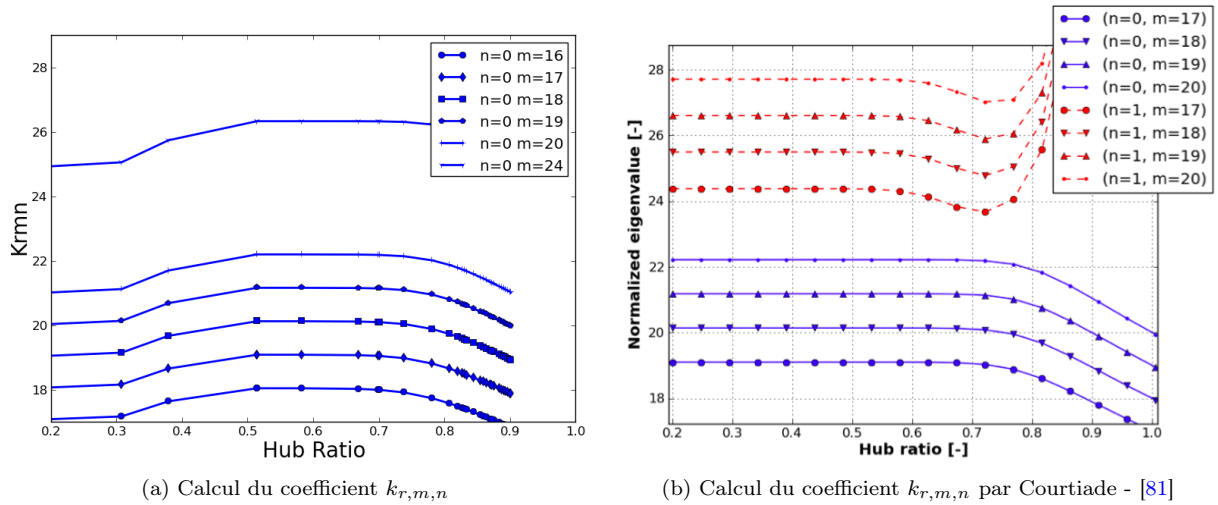 28
26
24
22
20
18
Krmn
0.2 0.3 0.4 0.5 0.6 0.7 0.8 0.9 1.0
Hub Ratio
n=0 m=16
n=0 m=17
n=0 m=18
n=0 m=19
n=0 m=20
n=0 m=24
(a) Calcul du coefficient k_{r,m,n}
28
26
24
22
20
18
Normalized eigenvalue [-]
0.2 0.3 0.4 0.5 0.6 0.7 0.8 0.9 1.0
Hub ratio [-]
(n=0, m=17)
(n=0, m=18)
(n=0, m=19)
(n=0, m=20)
(n=1, m=17)
(n=1, m=18)
(n=1, m=19)
(n=1, m=20)
(b) Calcul du coefficient k_{r,m,n} par Courtiade - [81]